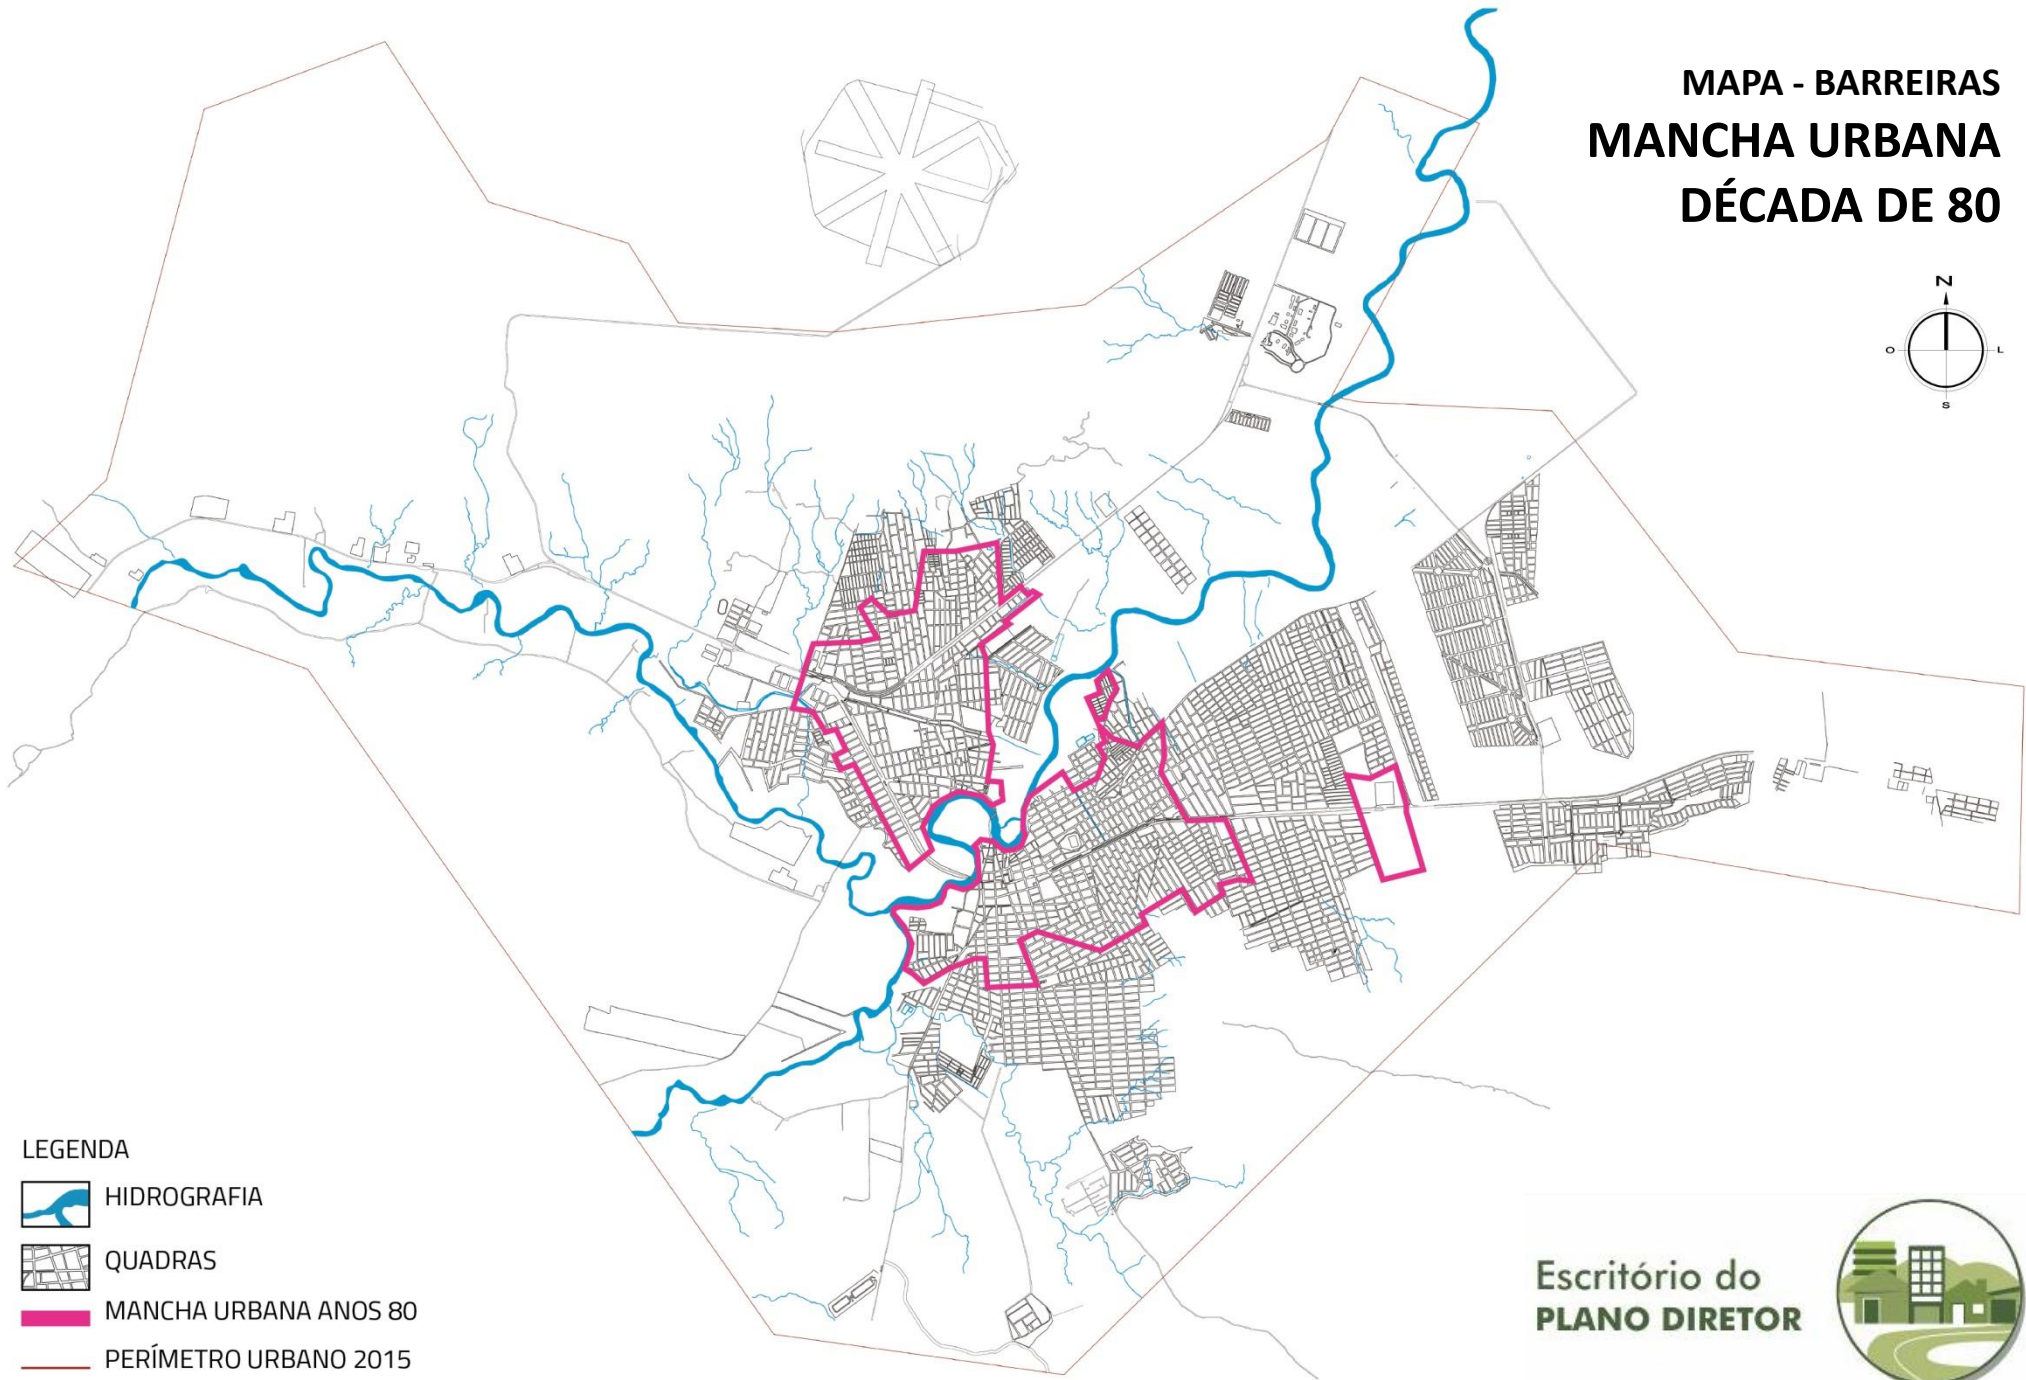 MAPA - BARREIRAS
MANCHA URBANA
DÉCADA DE 80
N
O
L
S
LEGENDA
HIDROGRAFIA
QUADRAS
MANCHA URBANA ANOS 80
PERÍMETRO URBANO 2015
Escritório do
PLANO DIRETOR